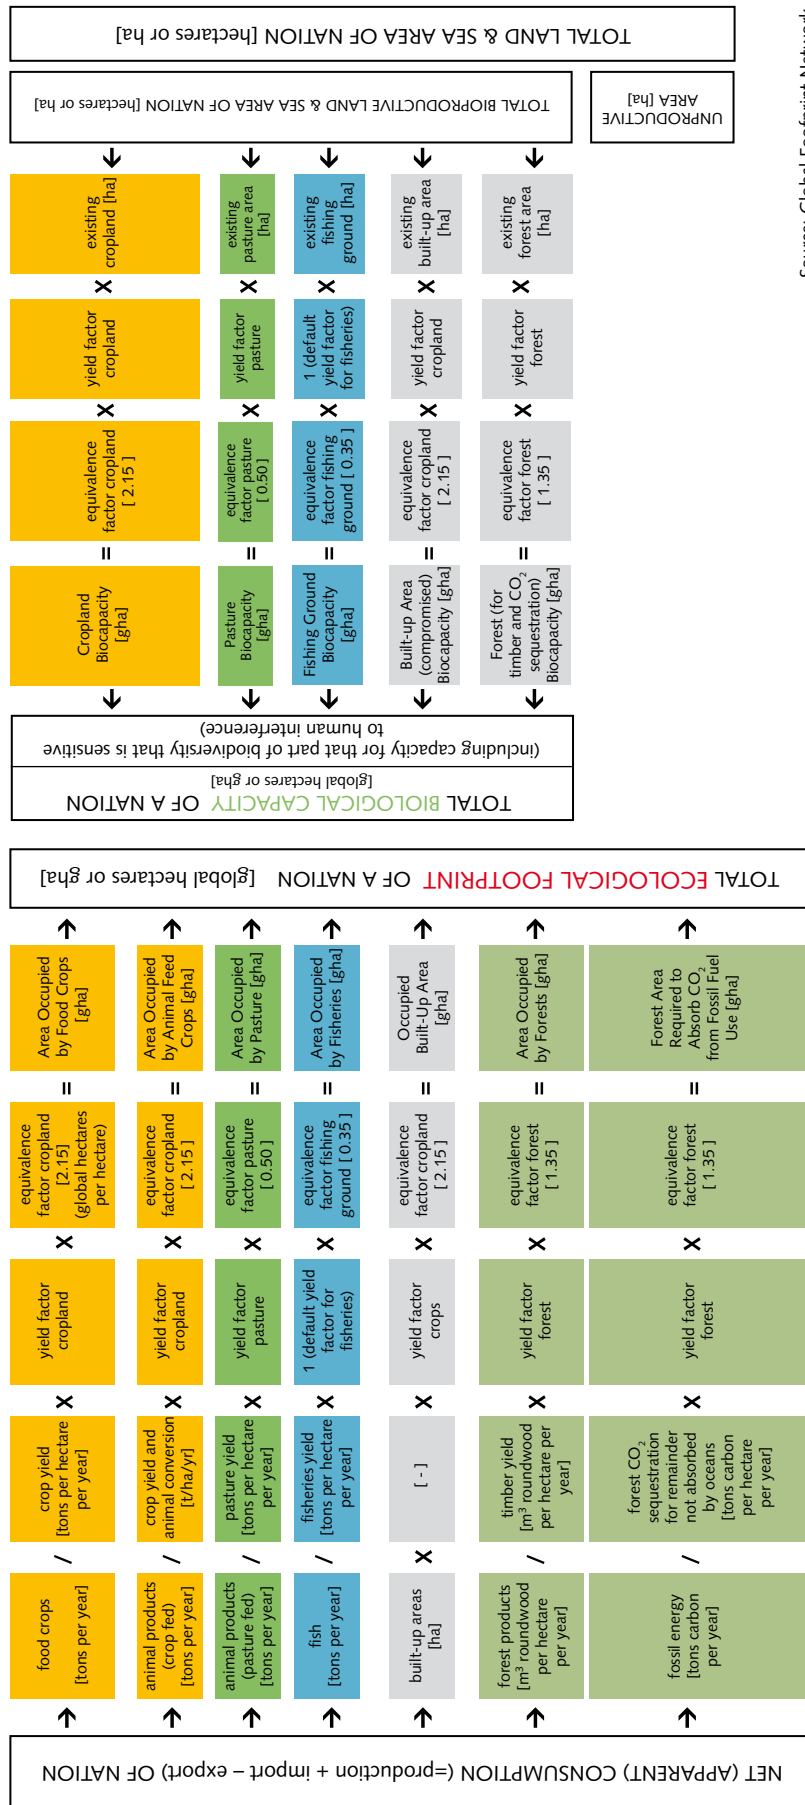 NET (APPARENT) CONSUMPTION (=production + import – export) OF NATION
food crops
[tons per year]
/
crop yield
[tons per hectare
per year]
X
yield factor
cropland
X
equivalence
factor cropland
[2.15]
(global hectares
per hectare)
=
Area Occupied
by Food Crops
[gha]
animal products
(crop fed)
[tons per year]
/
crop yield and
animal conversion
[t/ha/yr]
X
yield factor
cropland
X
equivalence
factor cropland
[ 2.15 ]
=
Area Occupied
by Animal Feed
Crops [gha]
animal products
(pasture fed)
[tons per year]
/
pasture yield
[tons per hectare
per year]
X
yield factor
pasture
X
equivalence
factor pasture
[ 0.50 ]
=
Area Occupied
by Pasture [gha]
fish
[tons per year]
/
fisheries yield
[tons per hectare
per year]
X
1 (default yield
factor for
fisheries)
X
equivalence
factor fishing
ground [ 0.35 ]
=
Area Occupied
by Fisheries [gha]
built-up areas
[ha]
X
[ - ]
X
yield factor
crops
X
equivalence
factor cropland
[ 2.15 ]
=
Occupied
Built-Up Area
[gha]
forest products
[m³ roundwood
per hectare
per year]
/
timber yield
[m³ roundwood
per hectare per
year]
X
yield factor
forest
X
equivalence
factor forest
[ 1.35 ]
=
Area Occupied
by Forests [gha]
fossil energy
[tons carbon
per year]
/
forest CO₂
sequestration
for remainder
not absorbed
by oceans
[tons carbon
per hectare
per year]
X
yield factor
forest
X
equivalence
factor forest
[ 1.35 ]
=
Forest Area
Required to
Absorb CO₂
from Fossil Fuel
Use [gha]
TOTAL ECOLOGICAL FOOTPRINT OF A NATION [global hectares or gha]
TOTAL BIOLOGICAL CAPACITY OF A NATION
[global hectares or gha]
(including capacity for that part of biodiversity that is sensitive
to human interference)
Cropland
Biocapacity
[gha]
=
equivalence
factor cropland
[ 2.15 ]
X
yield factor
cropland
X
existing
cropland [ha]
Pasture
Biocapacity
[gha]
=
equivalence
factor pasture
[ 0.50 ]
X
yield factor
pasture
X
existing
pasture area
[ha]
Fishing Ground
Biocapacity
[gha]
=
equivalence
factor fishing
ground [ 0.35 ]
X
1 (default
yield factor
for fisheries)
X
existing
fishing
ground [ha]
Built-up Area
(compromised)
Biocapacity [gha]
=
equivalence
factor cropland
[ 2.15 ]
X
yield factor
cropland
X
existing
built-up area
[ha]
Forest (for
timber and CO₂
sequestration)
Biocapacity [gha]
=
equivalence
factor forest
[ 1.35 ]
X
yield factor
forest
X
existing
forest area
[ha]
TOTAL BIOPRODUCTIVE LAND & SEA AREA OF NATION [hectares or ha]
UNPRODUCTIVE
AREA [ha]
TOTAL LAND & SEA AREA OF NATION [hectares or ha]
Source: Global Footprint Network